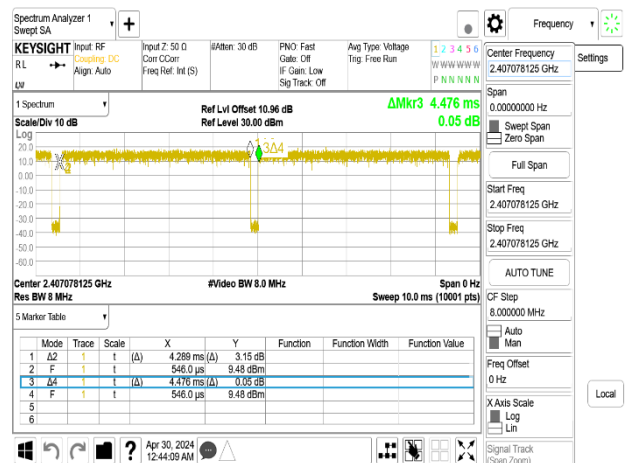 Spectrum Analyzer 1
Swept SA
Frequency
KEYSIGHT
Input: RF
Input Z: 50 Ω
#Atten: 30 dB
PNO: Fast
Avg Type: Voltage
1 2 3 4 5 6
RL
Coupling: DC
Corr CCorr
Gate: Off
Trig: Free Run
W W W W W W
Align: Auto
Freq Ref: Int (S)
IF Gain: Low
P N N N N N
Sig Track: Off
Center Frequency
2.407078125 GHz
Settings
1 Spectrum
Ref Lvl Offset 10.96 dB
ΔMkr3 4.476 ms
Scale/Div 10 dB
Ref Level 30.00 dBm
0.05 dB
Span
0.00000000 Hz
Swept Span
Zero Span
Log
20.0
10.0
0.00
-10.0
-20.0
-30.0
-40.0
-50.0
-60.0
3Δ4
Full Span
Start Freq
2.407078125 GHz
Stop Freq
2.407078125 GHz
AUTO TUNE
Center 2.407078125 GHz
#Video BW 8.0 MHz
Span 0 Hz
Res BW 8 MHz
Sweep 10.0 ms (10001 pts)
CF Step
8.000000 MHz
Auto
Man
5 Marker Table
Mode Trace Scale X Y Function Function Width Function Value
1 Δ2 1 t (Δ) 4.289 ms (Δ) 3.15 dB
2 F 1 t 546.0 µs 9.48 dBm
3 Δ4 1 t (Δ) 4.476 ms (Δ) 0.05 dB
4 F 1 t 546.0 µs 9.48 dBm
5
6
Freq Offset
0 Hz
X Axis Scale
Log
Lin
Local
Signal Track
(Span Zoom)
?
Apr 30, 2024
12:44:09 AM